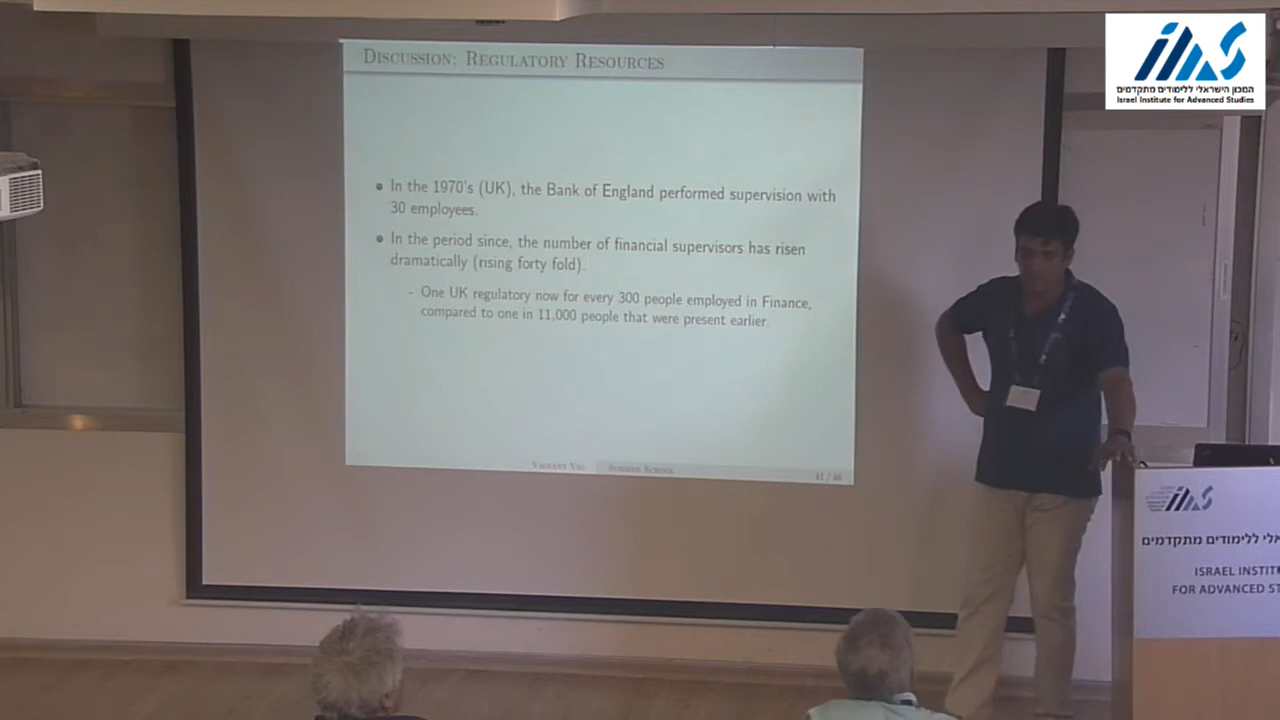 DISCUSSION: REGULATORY RESOURCES
In the 1970's (UK), the Bank of England performed supervision with
30 employees.
In the period since, the number of financial supervisors has risen
dramatically (rising forty fold).
- One UK regulatory now for every 300 people employed in Finance,
compared to one in 11,000 people that were present earlier.
VIKRANT VIG SUMMER SCHOOL
המכון הישראלי ללימודים מתקדמים
Israel Institute for Advanced Studies
ללימודים מתקדמים
ISRAEL INSTIT
FOR ADVANCED ST